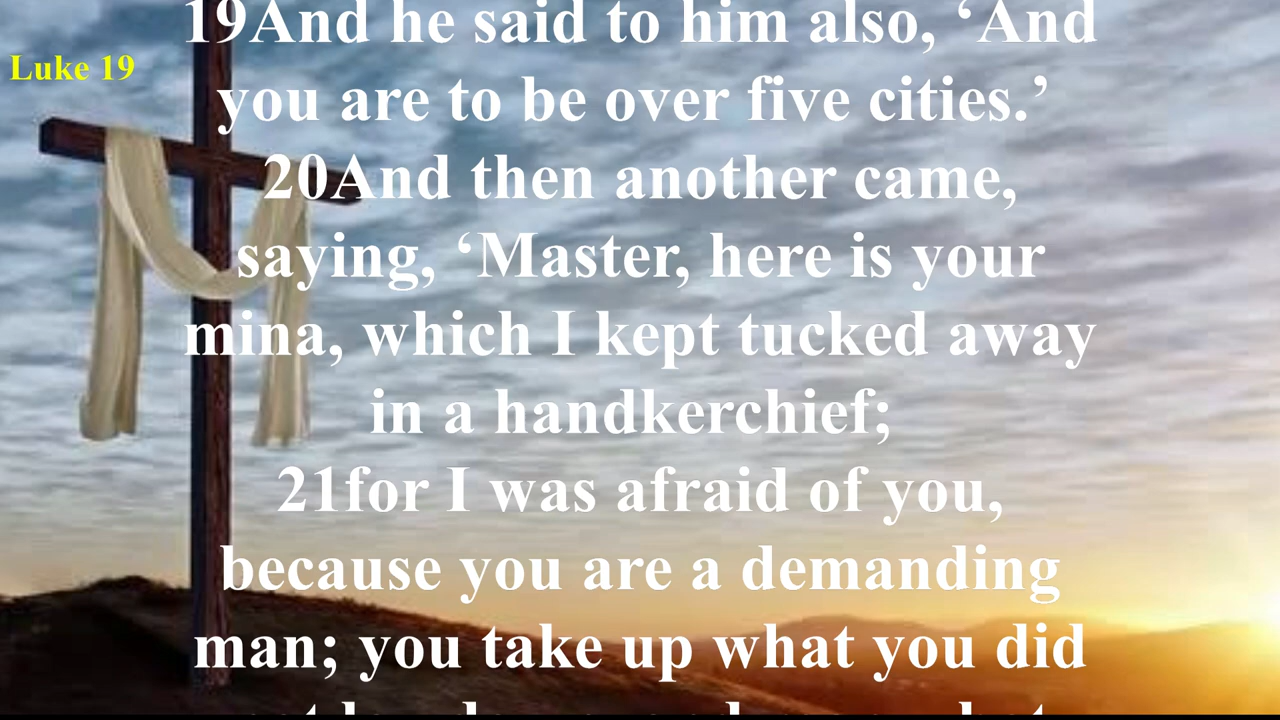 19And he said to him also, ‘And
Luke 19
you are to be over five cities.’
20And then another came,
saying, ‘Master, here is your
mina, which I kept tucked away
in a handkerchief;
21for I was afraid of you,
because you are a demanding
man; you take up what you did